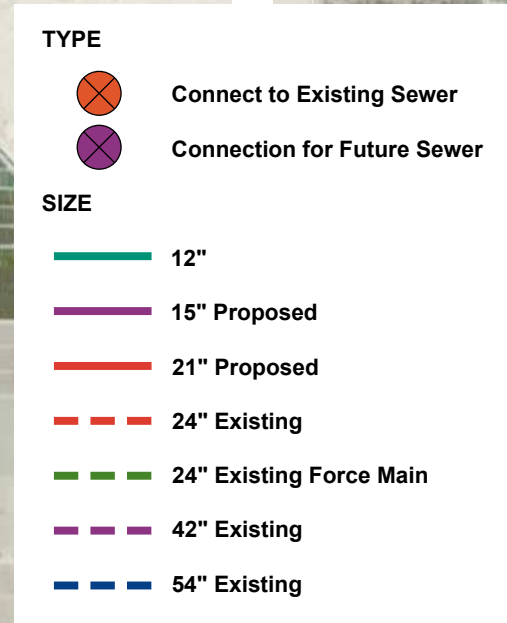 TYPE
Connect to Existing Sewer
Connection for Future Sewer
SIZE
12"
15" Proposed
21" Proposed
24" Existing
24" Existing Force Main
42" Existing
54" Existing